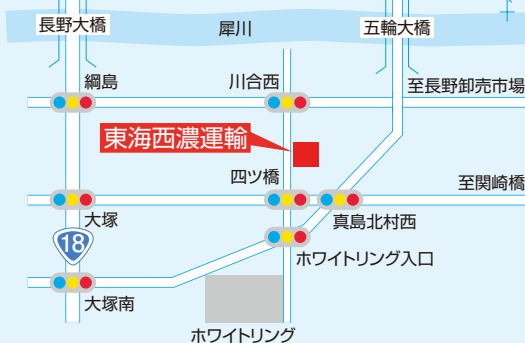 長野大橋
犀川
五輪大橋
綱島
川合西
至長野卸売市場
東海西濃運輸
四ツ橋
至関崎橋
大塚
真島北村西
18
ホワイトリング入口
大塚南
ホワイトリング